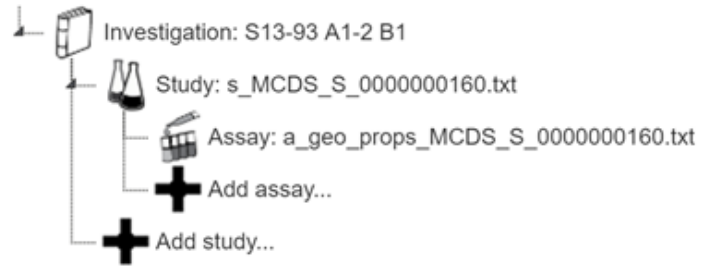 Investigation: S13-93 A1-2 B1
Study: s_MCDS_S_0000000160.txt
Assay: a_geo_props_MCDS_S_0000000160.txt
Add assay...
Add study...